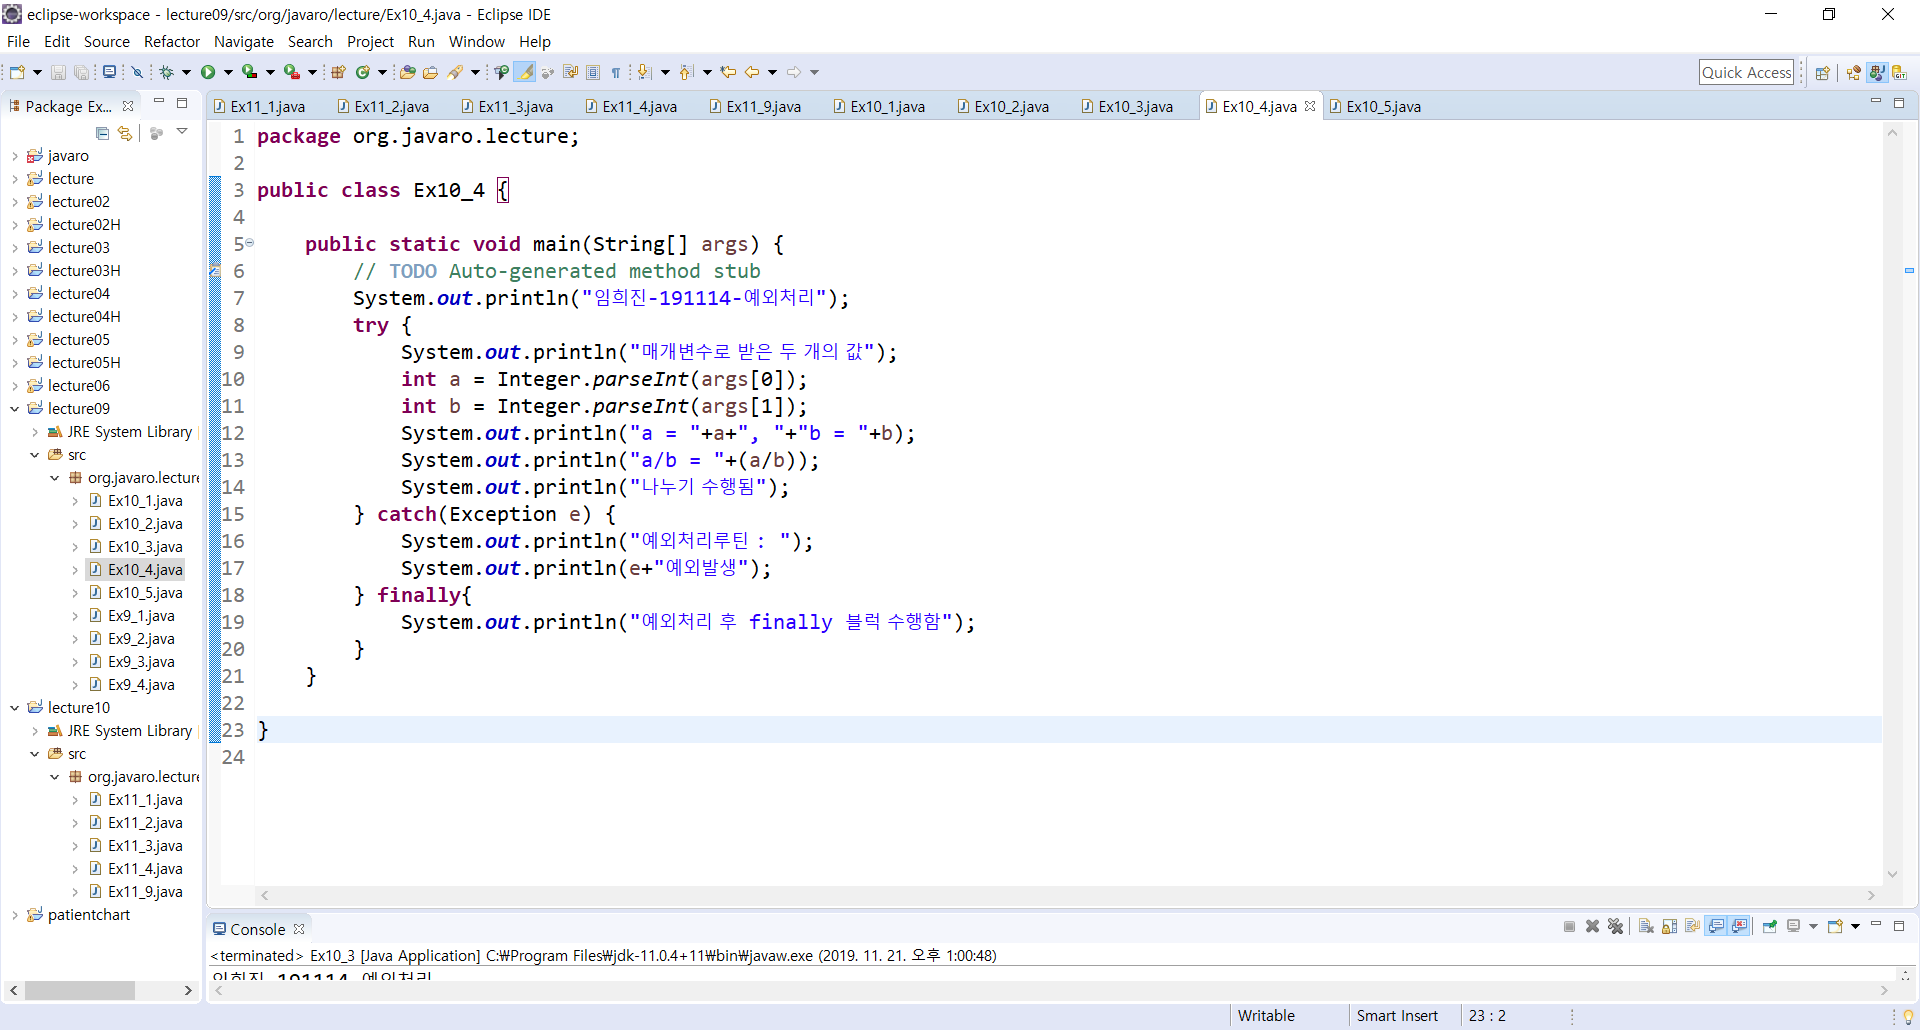 eclipse-workspace - lecture09/src/org/javaro/lecture/Ex10_4.java - Eclipse IDE
File Edit Source Refactor Navigate Search Project Run Window Help
Quick Access
Package Ex...
javaro
lecture
lecture02
lecture02H
lecture03
lecture03H
lecture04
lecture04H
lecture05
lecture05H
lecture06
lecture09
JRE System Library
src
org.javaro.lecture
Ex10_1.java
Ex10_2.java
Ex10_3.java
Ex10_4.java
Ex10_5.java
Ex9_1.java
Ex9_2.java
Ex9_3.java
Ex9_4.java
lecture10
JRE System Library
src
org.javaro.lecture
Ex11_1.java
Ex11_2.java
Ex11_3.java
Ex11_4.java
Ex11_9.java
patientchart
Ex11_1.java Ex11_2.java Ex11_3.java Ex11_4.java Ex11_9.java Ex10_1.java Ex10_2.java Ex10_3.java Ex10_4.java Ex10_5.java
1 package org.javaro.lecture;
2
3 public class Ex10_4 {
4
5 public static void main(String[] args) {
6 // TODO Auto-generated method stub
7 System.out.println("임희진-191114-예외처리");
8 try {
9 System.out.println("매개변수로 받은 두 개의 값");
10 int a = Integer.parseInt(args[0]);
11 int b = Integer.parseInt(args[1]);
12 System.out.println("a = "+a+", "+"b = "+b);
13 System.out.println("a/b = "+(a/b));
14 System.out.println("나누기 수행됨");
15 } catch(Exception e) {
16 System.out.println("예외처리루틴 : ");
17 System.out.println(e+"예외발생");
18 } finally{
19 System.out.println("예외처리 후 finally 블럭 수행함");
20 }
21 }
22
23 }
24
Console
<terminated> Ex10_3 [Java Application] C:₩Program Files₩jdk-11.0.4+11₩bin₩javaw.exe (2019. 11. 21. 오후 1:00:48)
임희진-191114-예외처리
Writable Smart Insert 23 : 2